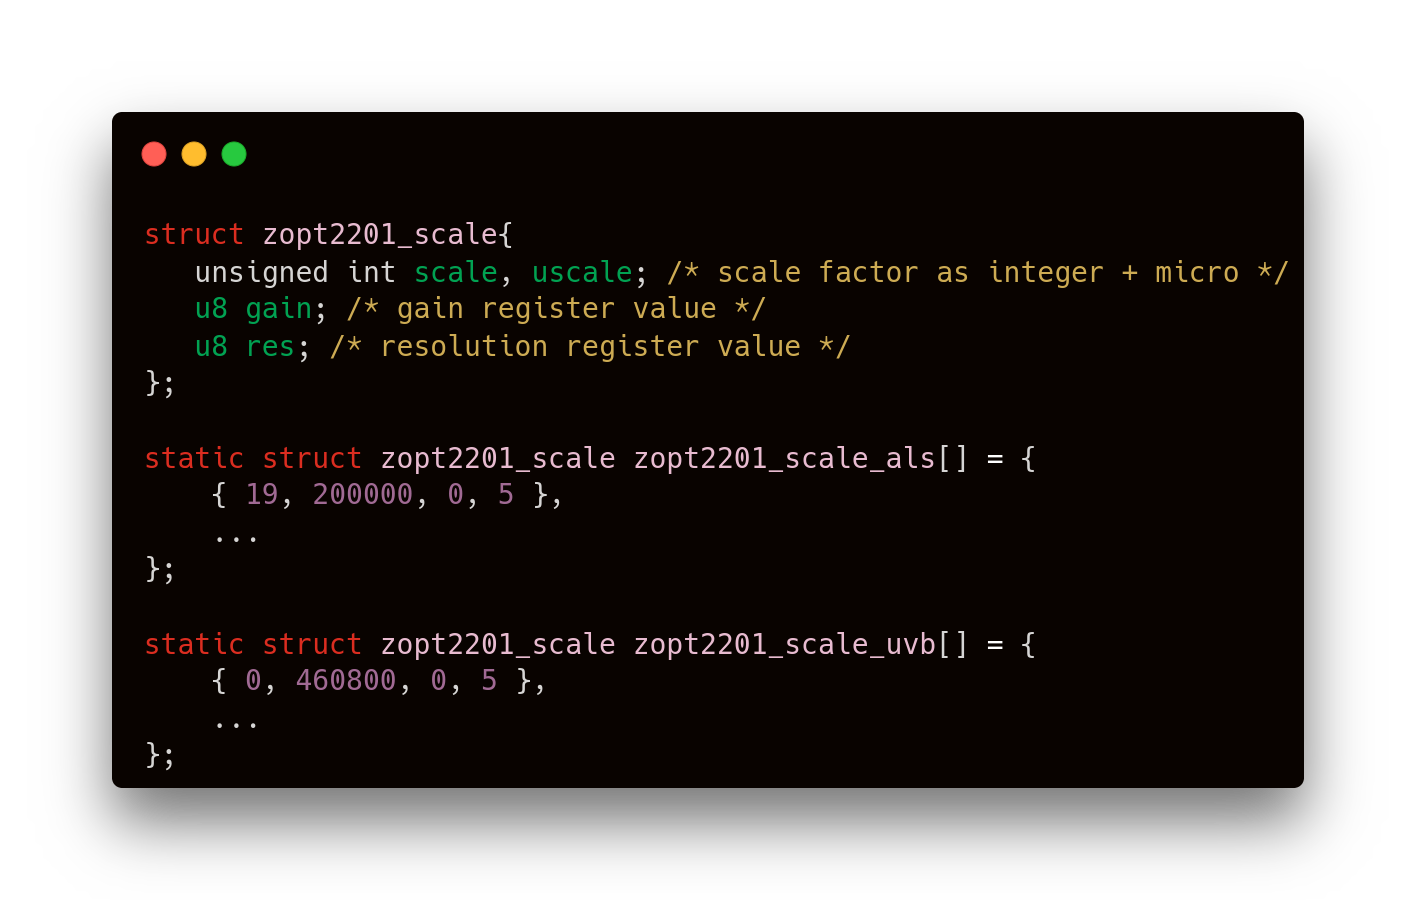 struct zopt2201_scale{
unsigned int scale, uscale; /* scale factor as integer + micro */
u8 gain; /* gain register value */
u8 res; /* resolution register value */
};
static struct zopt2201_scale zopt2201_scale_als[] = {
{ 19, 200000, 0, 5 },
...
};
static struct zopt2201_scale zopt2201_scale_uvb[] = {
{ 0, 460800, 0, 5 },
...
};